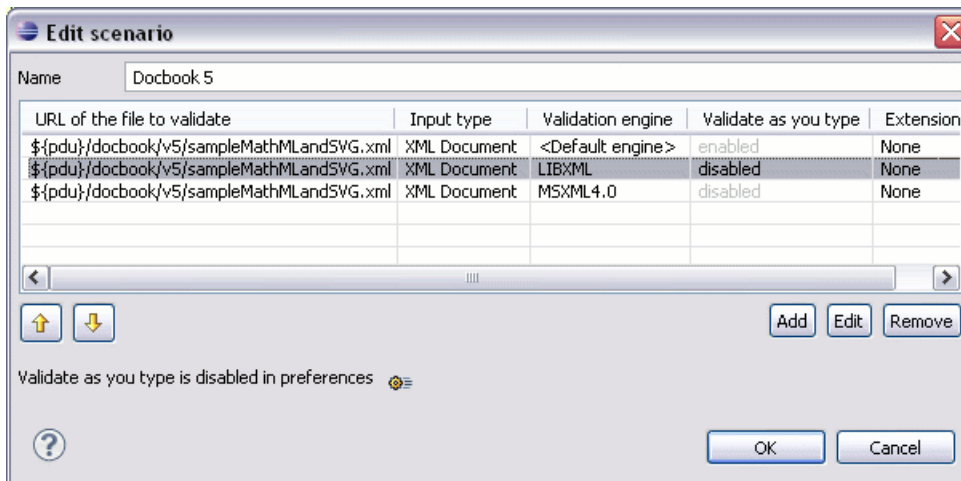 Edit scenario
Name Docbook 5
URL of the file to validate Input type Validation engine Validate as you type Extension
${pdu}/docbook/v5/sampleMathMLandSVG.xml XML Document <Default engine> enabled None
${pdu}/docbook/v5/sampleMathMLandSVG.xml XML Document LIBXML disabled None
${pdu}/docbook/v5/sampleMathMLandSVG.xml XML Document MSXML4.0 disabled None
Add Edit Remove
Validate as you type is disabled in preferences
OK Cancel